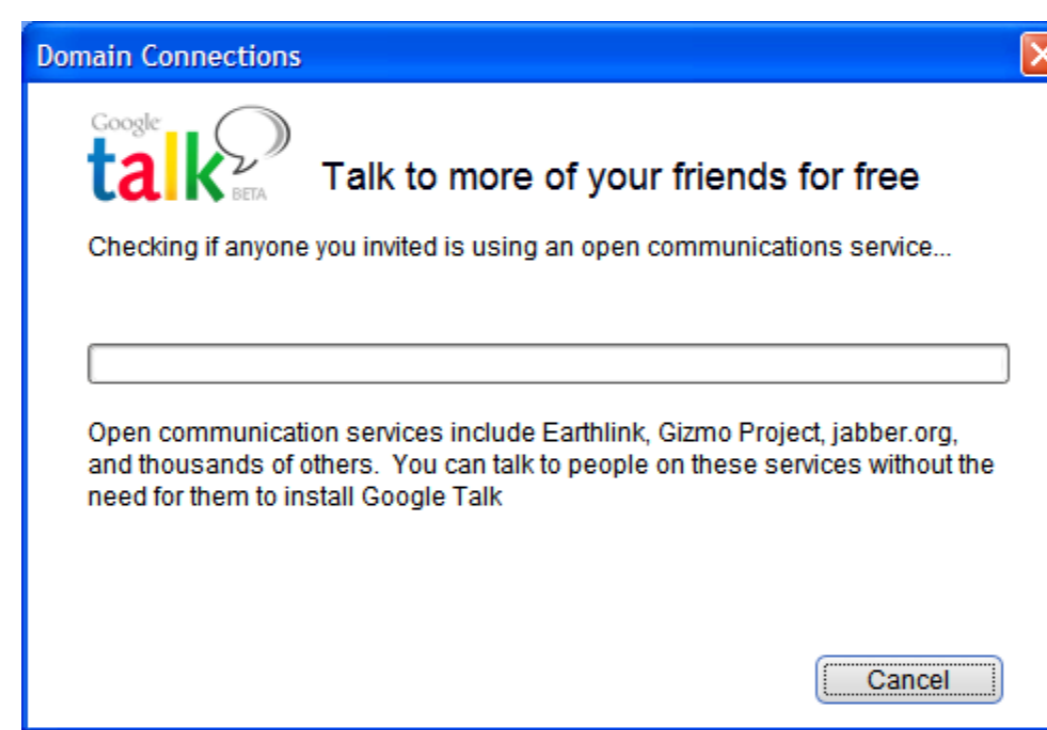 Domain Connections
Google
talk
BETA
Talk to more of your friends for free
Checking if anyone you invited is using an open communications service...
Open communication services include Earthlink, Gizmo Project, jabber.org,
and thousands of others.  You can talk to people on these services without the
need for them to install Google Talk
Cancel